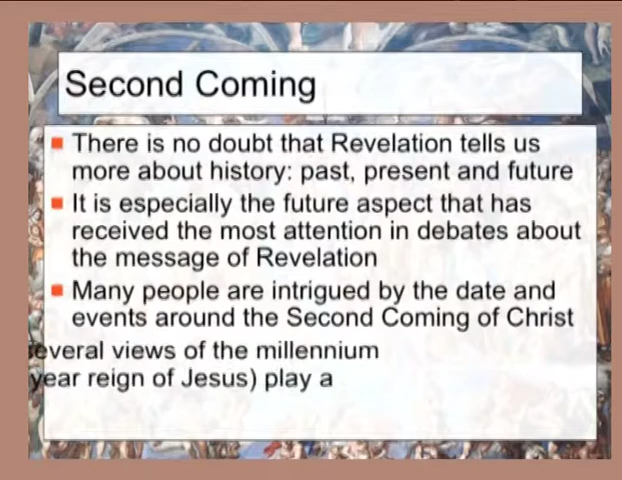 Second Coming
There is no doubt that Revelation tells us
more about history: past, present and future
It is especially the future aspect that has
received the most attention in debates about
the message of Revelation
Many people are intrigued by the date and
events around the Second Coming of Christ
everal views of the millennium
year reign of Jesus) play a